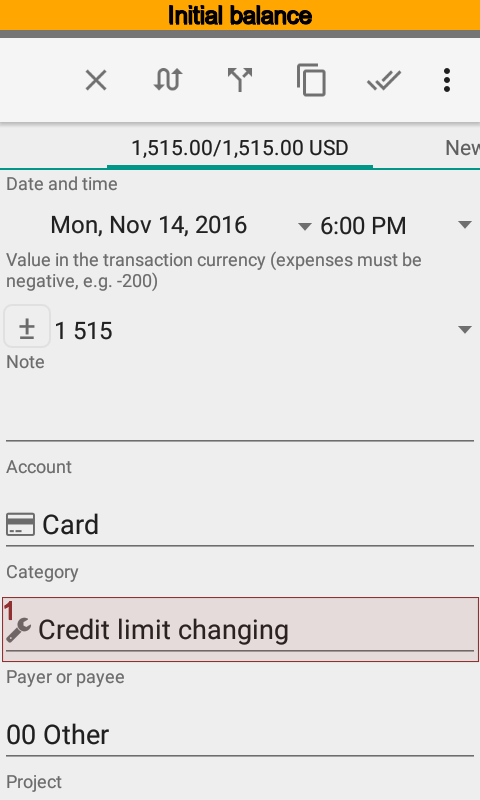 Initial balance
1,515.00/1,515.00 USD
New
Date and time
Mon, Nov 14, 2016 6:00 PM
Value in the transaction currency (expenses must be
negative, e.g. -200)
± 1 515
Note
Account
Card
Category
1
Credit limit changing
Payer or payee
00 Other
Project